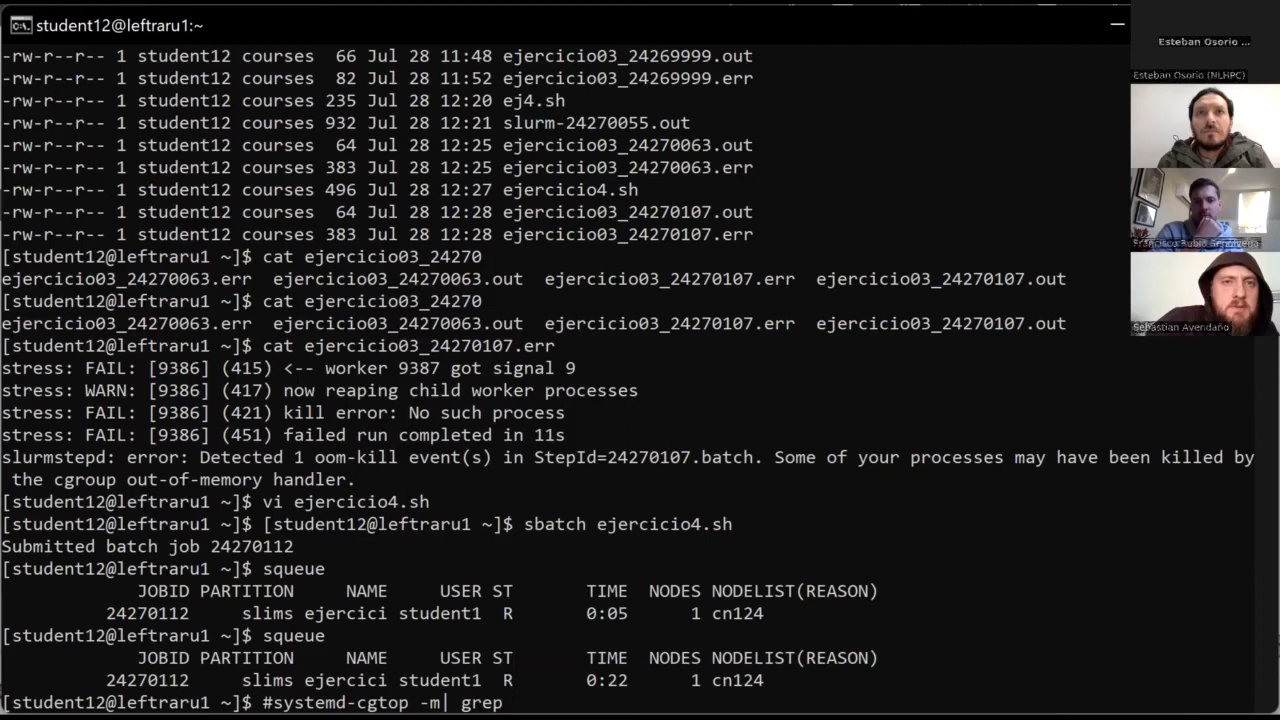 student12@leftraru1:~
-rw-r--r-- 1 student12 courses  66 Jul 28 11:48 ejercicio03_24269999.out
-rw-r--r-- 1 student12 courses  82 Jul 28 11:52 ejercicio03_24269999.err
-rw-r--r-- 1 student12 courses 235 Jul 28 12:20 ej4.sh
-rw-r--r-- 1 student12 courses 932 Jul 28 12:21 slurm-24270055.out
-rw-r--r-- 1 student12 courses  64 Jul 28 12:25 ejercicio03_24270063.out
-rw-r--r-- 1 student12 courses 383 Jul 28 12:25 ejercicio03_24270063.err
-rw-r--r-- 1 student12 courses 496 Jul 28 12:27 ejercicio4.sh
-rw-r--r-- 1 student12 courses  64 Jul 28 12:28 ejercicio03_24270107.out
-rw-r--r-- 1 student12 courses 383 Jul 28 12:28 ejercicio03_24270107.err
[student12@leftraru1 ~]$ cat ejercicio03_24270
ejercicio03_24270063.err  ejercicio03_24270063.out  ejercicio03_24270107.err  ejercicio03_24270107.out
[student12@leftraru1 ~]$ cat ejercicio03_24270
ejercicio03_24270063.err  ejercicio03_24270063.out  ejercicio03_24270107.err  ejercicio03_24270107.out
[student12@leftraru1 ~]$ cat ejercicio03_24270107.err
stress: FAIL: [9386] (415) <-- worker 9387 got signal 9
stress: WARN: [9386] (417) now reaping child worker processes
stress: FAIL: [9386] (421) kill error: No such process
stress: FAIL: [9386] (451) failed run completed in 11s
slurmstepd: error: Detected 1 oom-kill event(s) in StepId=24270107.batch. Some of your processes may have been killed by
 the cgroup out-of-memory handler.
[student12@leftraru1 ~]$ vi ejercicio4.sh
[student12@leftraru1 ~]$ [student12@leftraru1 ~]$ sbatch ejercicio4.sh
Submitted batch job 24270112
[student12@leftraru1 ~]$ squeue
JOBID PARTITION     NAME     USER ST       TIME  NODES NODELIST(REASON)
24270112     slims ejercici student1  R       0:05      1 cn124
[student12@leftraru1 ~]$ squeue
JOBID PARTITION     NAME     USER ST       TIME  NODES NODELIST(REASON)
24270112     slims ejercici student1  R       0:22      1 cn124
[student12@leftraru1 ~]$ #systemd-cgtop -m| grep
Esteban Osorio ...
Esteban Osorio (NLHPC)
Francisco Rubio Sepulveda
Sebastian Avendaño